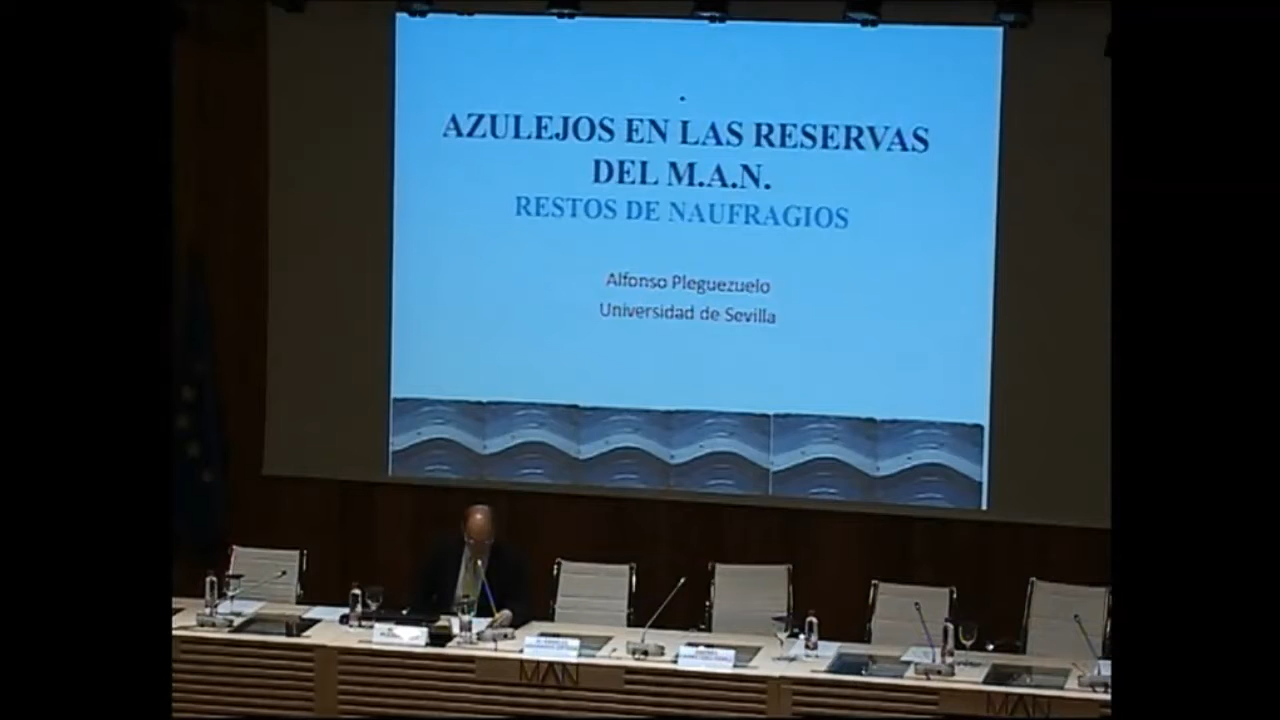 AZULEJOS EN LAS RESERVAS
DEL M.A.N.
RESTOS DE NAUFRAGIOS
Alfonso Pleguezuelo
Universidad de Sevilla
MAN
MAN